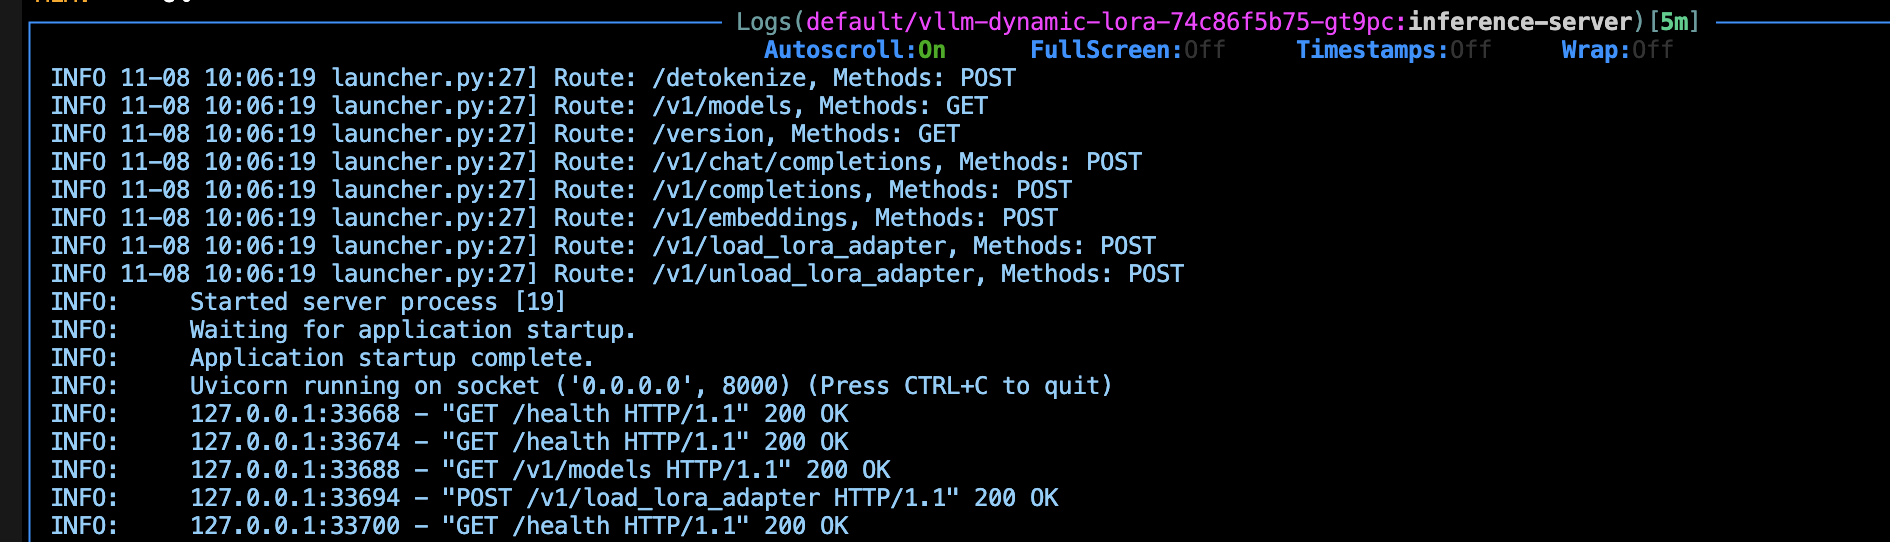 Logs(default/vllm-dynamic-lora-74c86f5b75-gt9pc:inference-server)[5m]
Autoscroll:On FullScreen:Off Timestamps:Off Wrap:Off
INFO 11-08 10:06:19 launcher.py:27] Route: /detokenize, Methods: POST
INFO 11-08 10:06:19 launcher.py:27] Route: /v1/models, Methods: GET
INFO 11-08 10:06:19 launcher.py:27] Route: /version, Methods: GET
INFO 11-08 10:06:19 launcher.py:27] Route: /v1/chat/completions, Methods: POST
INFO 11-08 10:06:19 launcher.py:27] Route: /v1/completions, Methods: POST
INFO 11-08 10:06:19 launcher.py:27] Route: /v1/embeddings, Methods: POST
INFO 11-08 10:06:19 launcher.py:27] Route: /v1/load_lora_adapter, Methods: POST
INFO 11-08 10:06:19 launcher.py:27] Route: /v1/unload_lora_adapter, Methods: POST
INFO:     Started server process [19]
INFO:     Waiting for application startup.
INFO:     Application startup complete.
INFO:     Uvicorn running on socket ('0.0.0.0', 8000) (Press CTRL+C to quit)
INFO:     127.0.0.1:33668 - "GET /health HTTP/1.1" 200 OK
INFO:     127.0.0.1:33674 - "GET /health HTTP/1.1" 200 OK
INFO:     127.0.0.1:33688 - "GET /v1/models HTTP/1.1" 200 OK
INFO:     127.0.0.1:33694 - "POST /v1/load_lora_adapter HTTP/1.1" 200 OK
INFO:     127.0.0.1:33700 - "GET /health HTTP/1.1" 200 OK